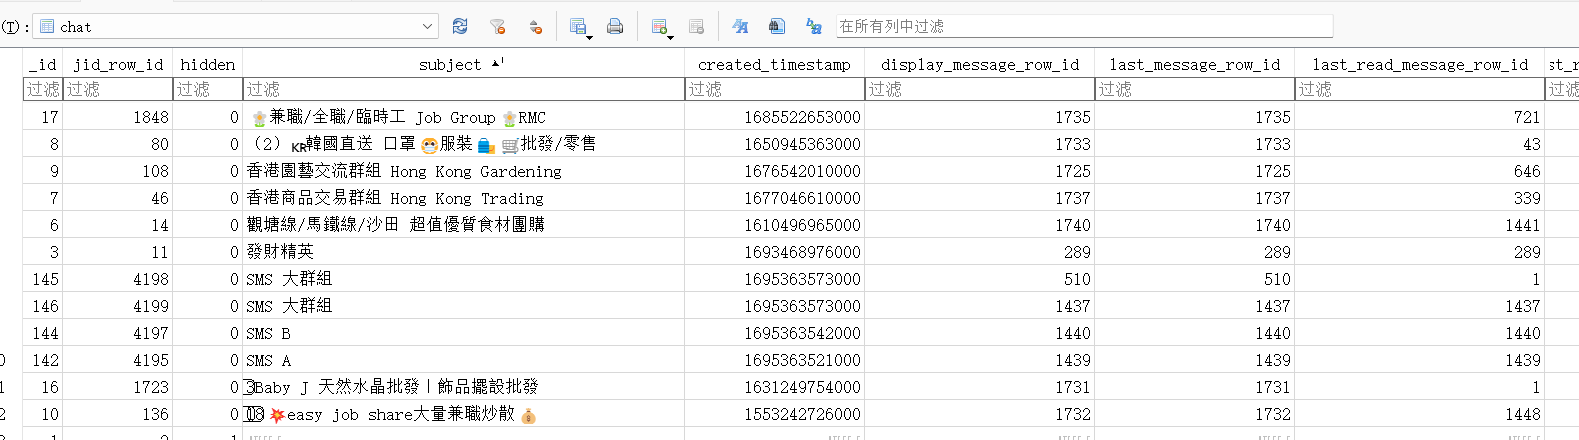 (T): chat 在所有列中过滤
_id jid_row_id hidden subject created_timestamp display_message_row_id last_message_row_id last_read_message_row_id
过滤 过滤 过滤 过滤 过滤 过滤 过滤 过滤 过滤
17 1848 0 🌼兼職/全職/臨時工 Job Group 🌼RMC 1685522653000 1735 1735 721
8 80 0 (2) KR韓國直送 口罩 😷服裝 🛍 🛒批發/零售 1650945363000 1733 1733 43
9 108 0 香港園藝交流群組 Hong Kong Gardening 1676542010000 1725 1725 646
7 46 0 香港商品交易群組 Hong Kong Trading 1677046610000 1737 1737 339
6 14 0 觀塘線/馬鐵線/沙田 超值優質食材團購 1610496965000 1740 1740 1441
3 11 0 發財精英 1693468976000 289 289 289
145 4198 0 SMS 大群組 1695363573000 510 510 1
146 4199 0 SMS 大群組 1695363573000 1437 1437 1437
144 4197 0 SMS B 1695363542000 1440 1440 1440
142 4195 0 SMS A 1695363521000 1439 1439 1439
16 1723 0 Baby J 天然水晶批發|飾品擺設批發 1631249754000 1731 1731 1
10 136 0 💥easy job share大量兼職炒散 💰 1553242726000 1732 1732 1448